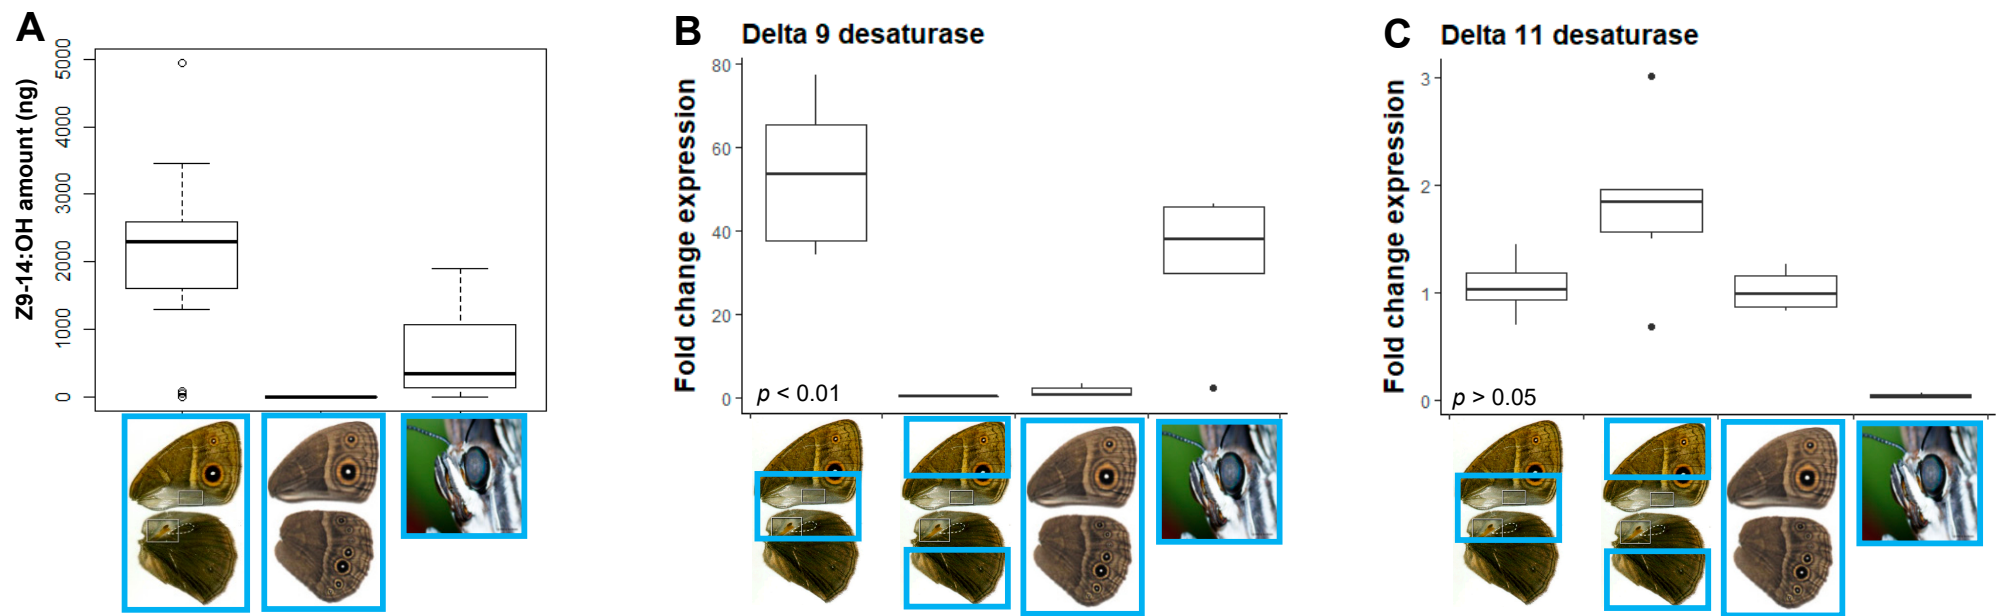 A
Z9-14:OH amount (ng)
5000
4000
3000
2000
1000
0
B
Delta 9 desaturase
Fold change expression
80
60
40
20
0
p < 0.01
C
Delta 11 desaturase
Fold change expression
3
2
1
0
p > 0.05